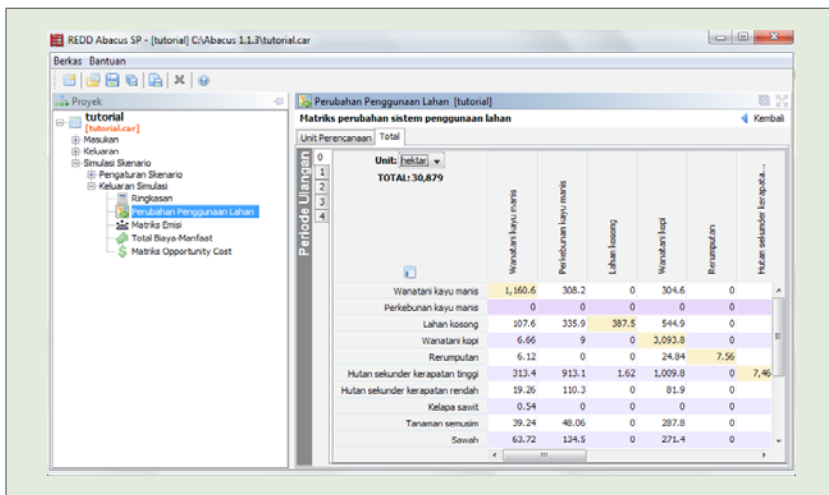 REDD Abacus SP - [tutorial] C:\Abacus 1.1.3\tutorial.car
Berkas Bantuan
Proyek
tutorial
[tutorial.car]
Masukan
Keluaran
Simulasi Skenario
Pengaturan Skenario
Keluaran Simulasi
Ringkasan
Perubahan Penggunaan Lahan
Matriks Emisi
Total Biaya-Manfaat
Matriks Opportunity Cost
Perubahan Penggunaan Lahan [tutorial]
Matriks perubahan sistem penggunaan lahan
Kembali
Unit Perencanaan Total
Periode Ulangan
0
1
2
3
4
Unit: hektar
TOTAL: 30,879
Wanatani kayu manis
Perkebunan kayu manis
Lahan kosong
Wanatani kopi
Rerumputan
Hutan sekunder kerapata...
Wanatani kayu manis 1,160.6 308.2 0 304.6 0
Perkebunan kayu manis 0 0 0 0 0
Lahan kosong 107.6 335.9 387.5 544.9 0
Wanatani kopi 6.66 9 0 3,093.8 0
Rerumputan 6.12 0 0 24.84 7.56
Hutan sekunder kerapatan tinggi 313.4 913.1 1.62 1,009.8 0 7,46
Hutan sekunder kerapatan rendah 19.26 110.3 0 81.9 0
Kelapa sawit 0.54 0 0 0 0
Tanaman semusim 39.24 48.06 0 287.8 0
Sawah 63.72 134.5 0 271.4 0